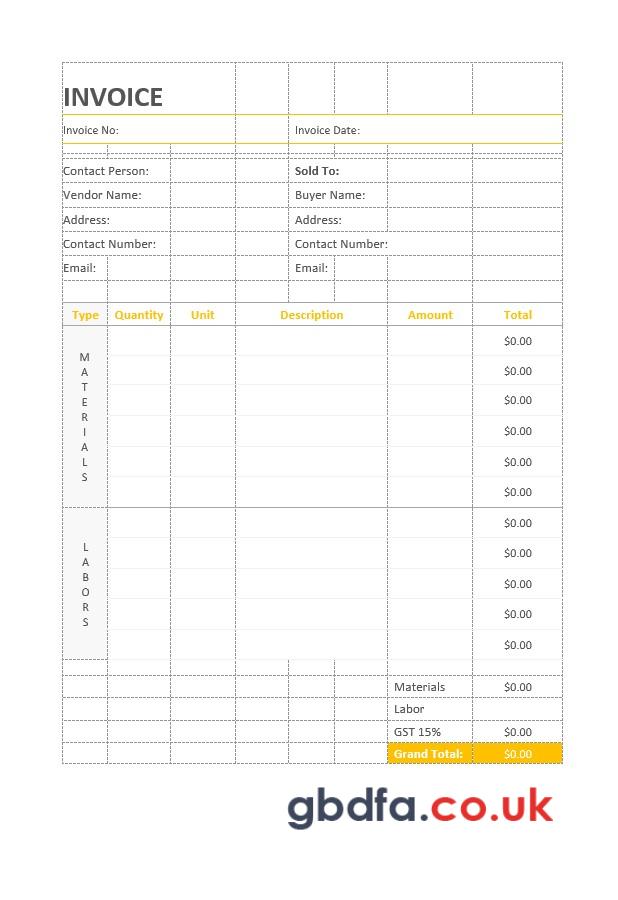 INVOICE
Invoice No: Invoice Date:
Contact Person: Sold To:
Vendor Name: Buyer Name:
Address: Address:
Contact Number: Contact Number:
Email: Email:
Type Quantity Unit Description Amount Total
MATERIALS
$0.00
$0.00
$0.00
$0.00
$0.00
$0.00
LABORS
$0.00
$0.00
$0.00
$0.00
$0.00
Materials $0.00
Labor
GST 15% $0.00
Grand Total: $0.00
gbdfa.co.uk